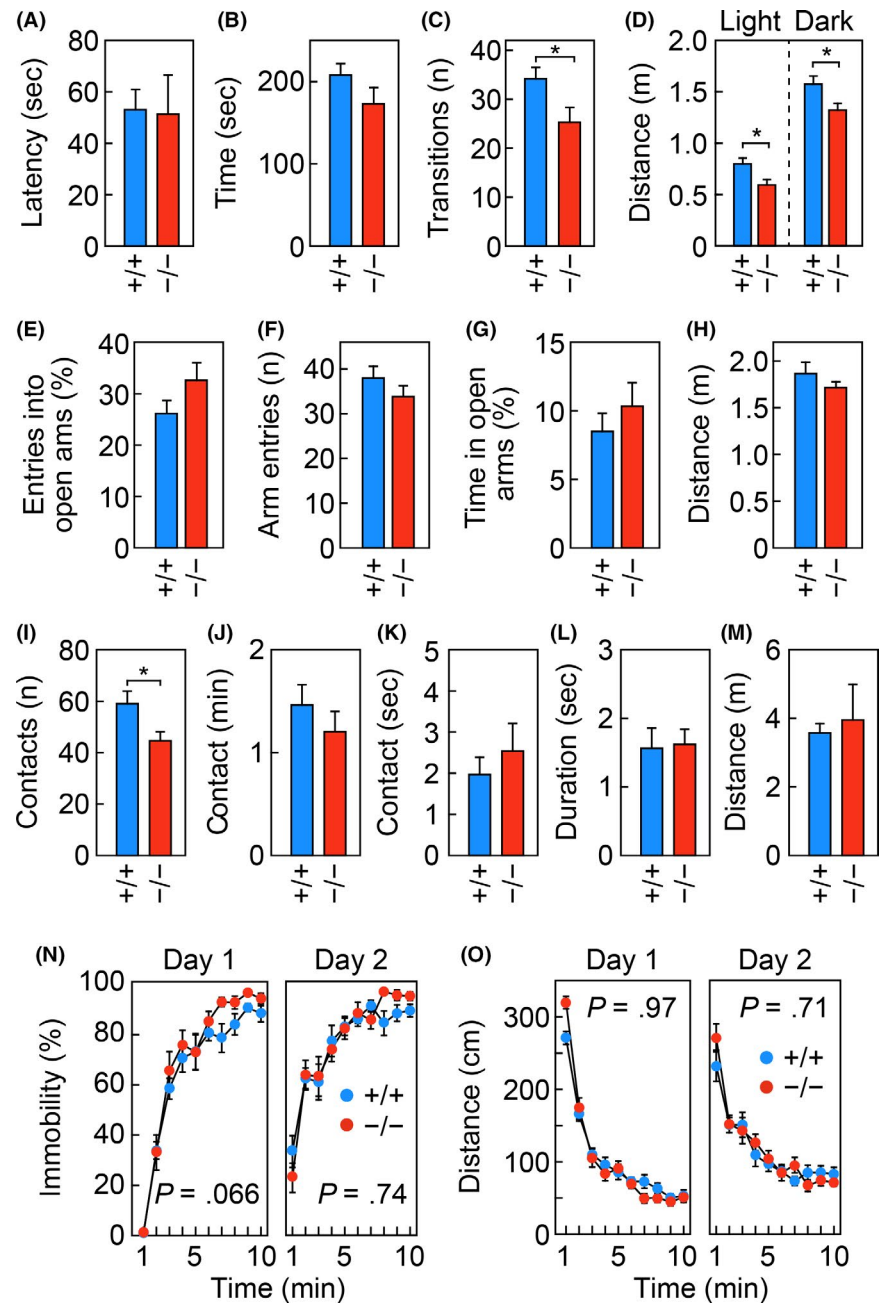 (A)
Latency (sec)
80
60
40
20
0
+/+
−/−
(B)
Time (sec)
200
100
0
+/+
−/−
(C)
Transitions (n)
40
30
20
10
0
*
+/+
−/−
(D)
Light
Dark
Distance (m)
2.0
1.5
1.0
0.5
0
*
*
+/+
−/−
+/+
−/−
(E)
Entries into
open ams (%)
40
30
20
10
0
+/+
−/−
(F)
Arm entries (n)
40
30
20
10
0
+/+
−/−
(G)
Time in open
arms (%)
15
10
5
0
+/+
−/−
(H)
Distance (m)
2.0
1.5
1.0
0.5
0
+/+
−/−
(I)
Contacts (n)
80
60
40
20
0
*
+/+
−/−
(J)
Contact (min)
2
1
0
+/+
−/−
(K)
Contact (sec)
5
4
3
2
1
0
+/+
−/−
(L)
Duration (sec)
3
2
1
0
+/+
−/−
(M)
Distance (m)
6
4
2
0
+/+
−/−
(N)
Day 1
Day 2
Immobility (%)
100
80
60
40
20
0
P = .066
+/+
−/−
P = .74
1
5
10
1
5
10
Time (min)
(O)
Day 1
Day 2
Distance (cm)
300
200
100
0
P = .97
P = .71
+/+
−/−
1
5
10
1
5
10
Time (min)